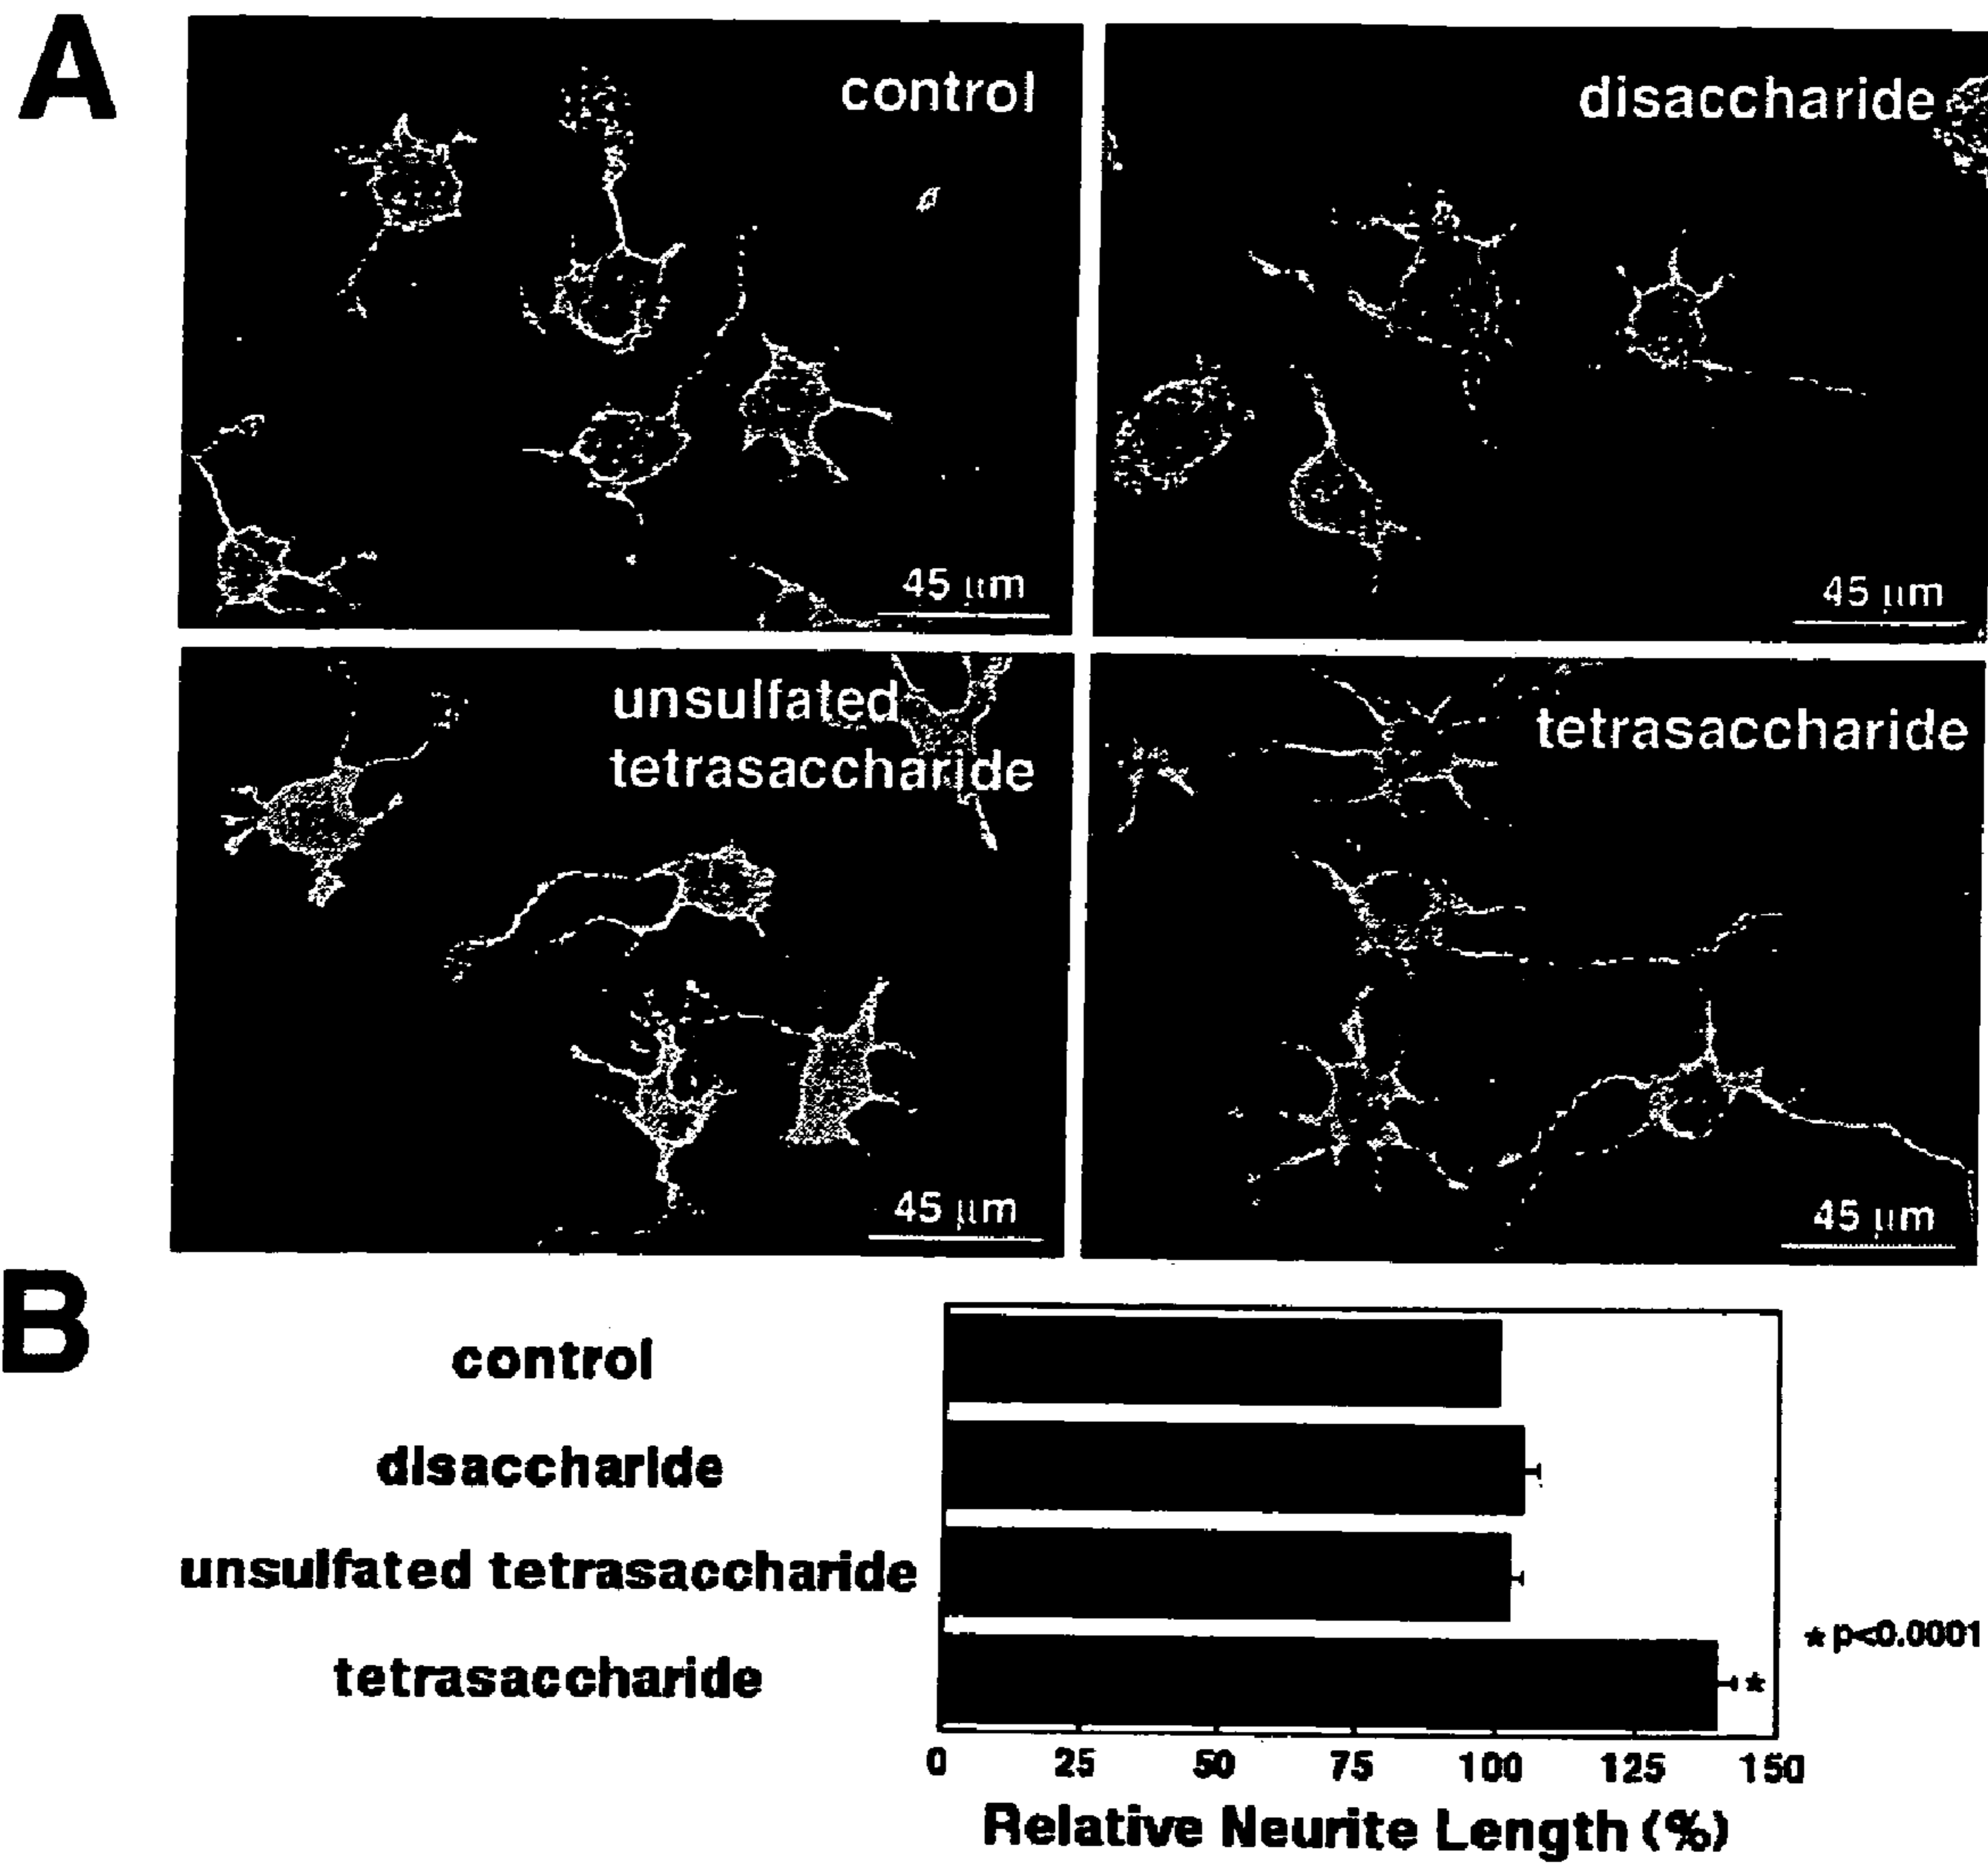 A
control
disaccharide
45 µm
45 µm
unsulfated
tetrasaccharide
tetrasaccharide
45 µm
45 µm
B
control
disaccharide
unsulfated tetrasaccharide
tetrasaccharide
*
* p<0.0001
0 25 50 75 100 125 150
Relative Neurite Length (%)